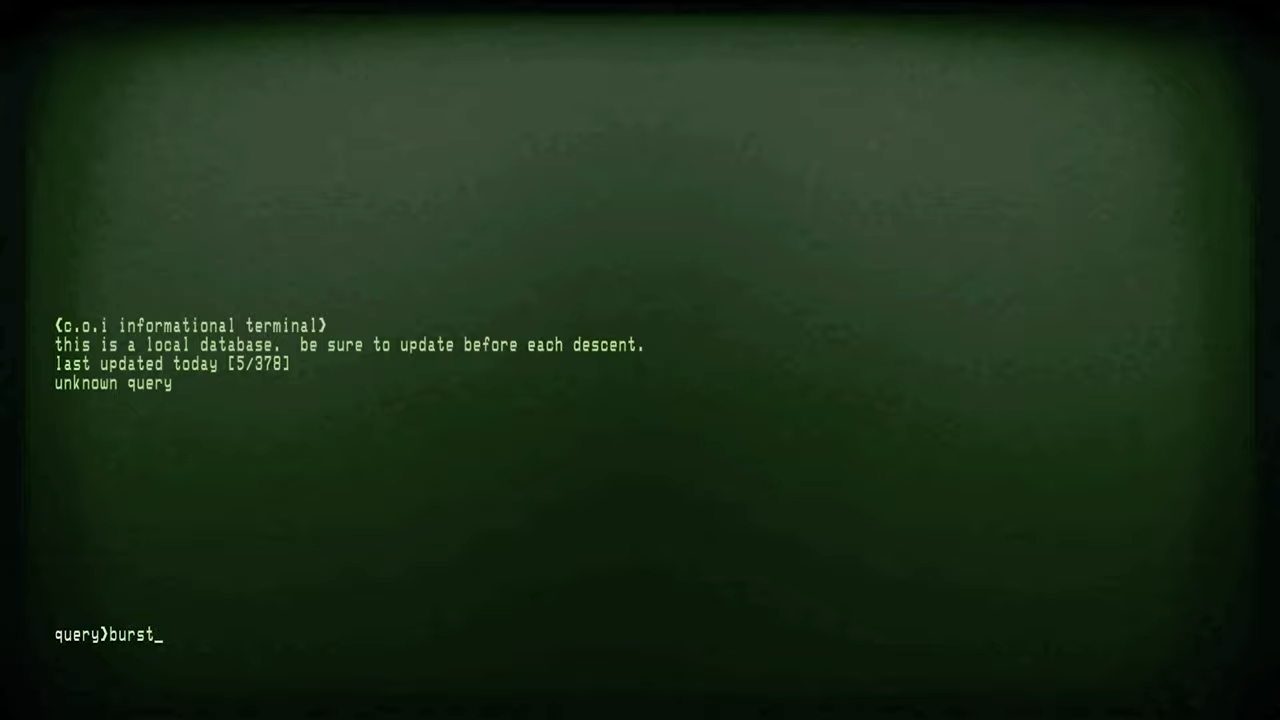 {c.o.i informational terminal}
this is a local database.  be sure to update before each descent.
last updated today [5/378]
unknown query
query}burst_